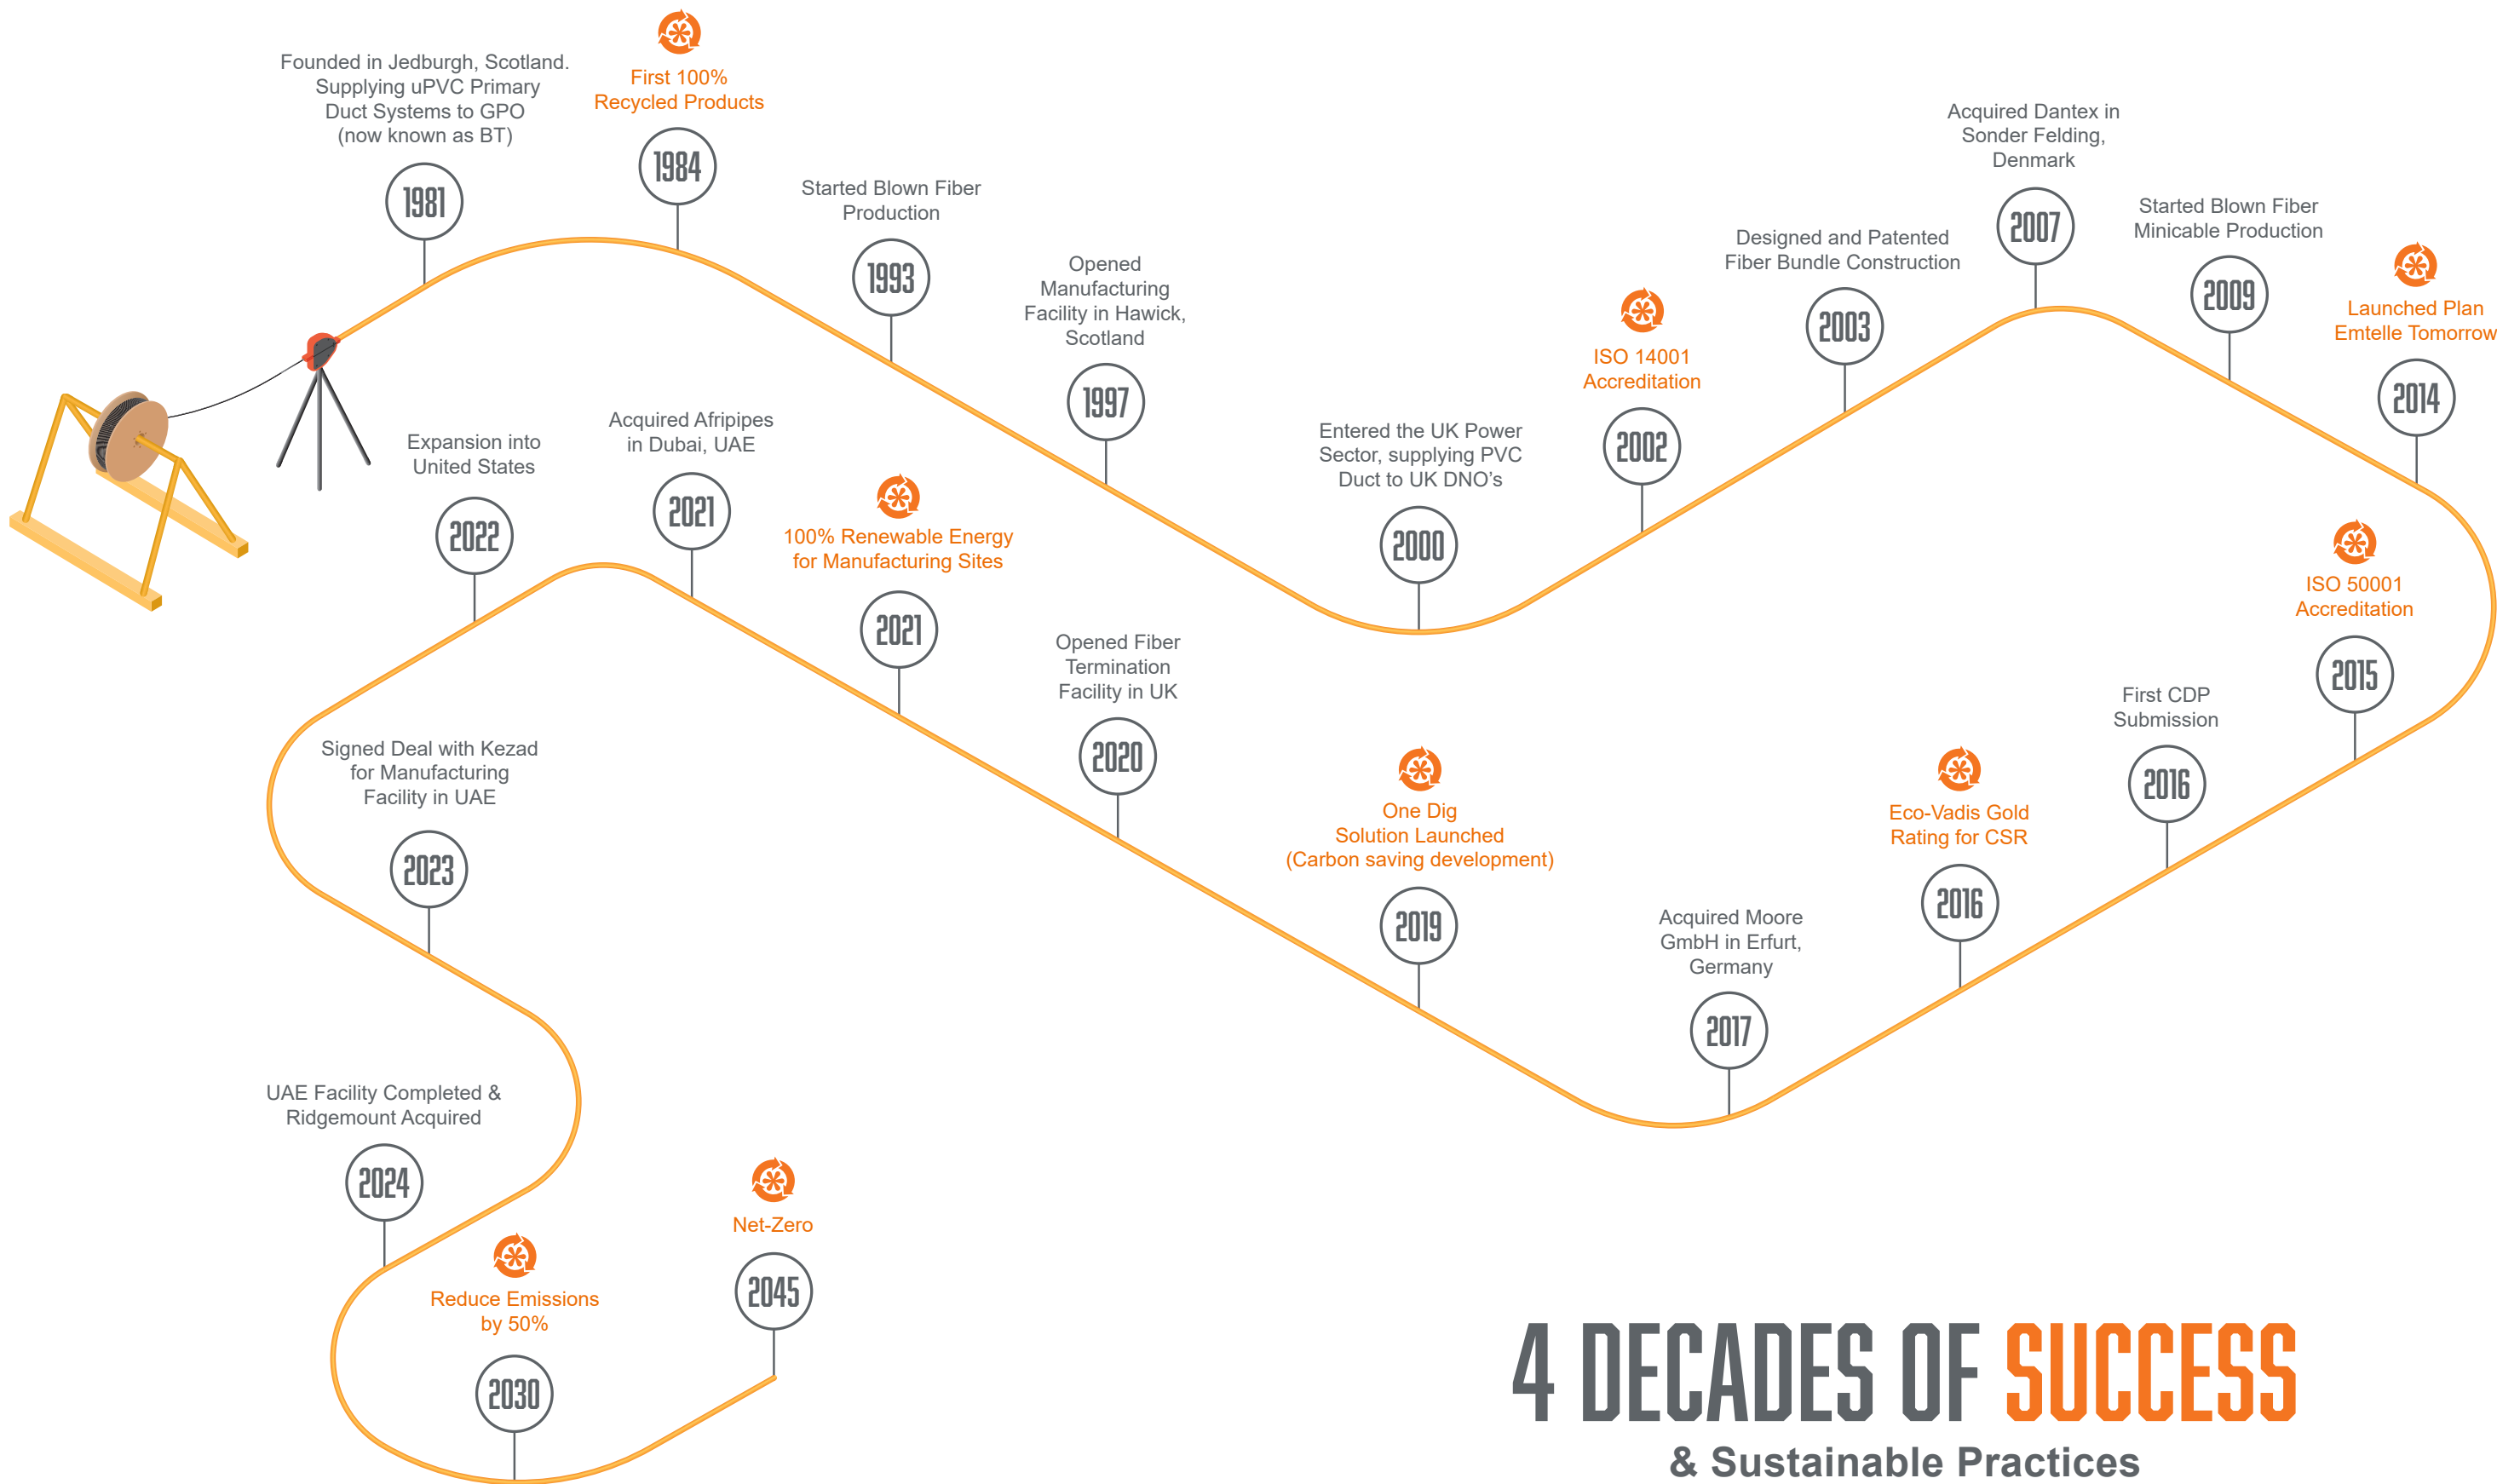 Founded in Jedburgh, Scotland.
Supplying uPVC Primary
Duct Systems to GPO
(now known as BT)
1981
First 100%
Recycled Products
1984
Started Blown Fiber
Production
1993
Opened
Manufacturing
Facility in Hawick,
Scotland
1997
Entered the UK Power
Sector, supplying PVC
Duct to UK DNO’s
2000
ISO 14001
Accreditation
2002
Designed and Patented
Fiber Bundle Construction
2003
Acquired Dantex in
Sonder Felding,
Denmark
2007
Started Blown Fiber
Minicable Production
2009
Launched Plan
Emtelle Tomorrow
2014
ISO 50001
Accreditation
2015
First CDP
Submission
2016
Eco-Vadis Gold
Rating for CSR
2016
Acquired Moore
GmbH in Erfurt,
Germany
2017
One Dig
Solution Launched
(Carbon saving development)
2019
Opened Fiber
Termination
Facility in UK
2020
100% Renewable Energy
for Manufacturing Sites
2021
Acquired Afripipes
in Dubai, UAE
2021
Expansion into
United States
2022
Signed Deal with Kezad
for Manufacturing
Facility in UAE
2023
UAE Facility Completed &
Ridgemount Acquired
2024
Reduce Emissions
by 50%
2030
Net-Zero
2045
4 DECADES OF SUCCESS
& Sustainable Practices